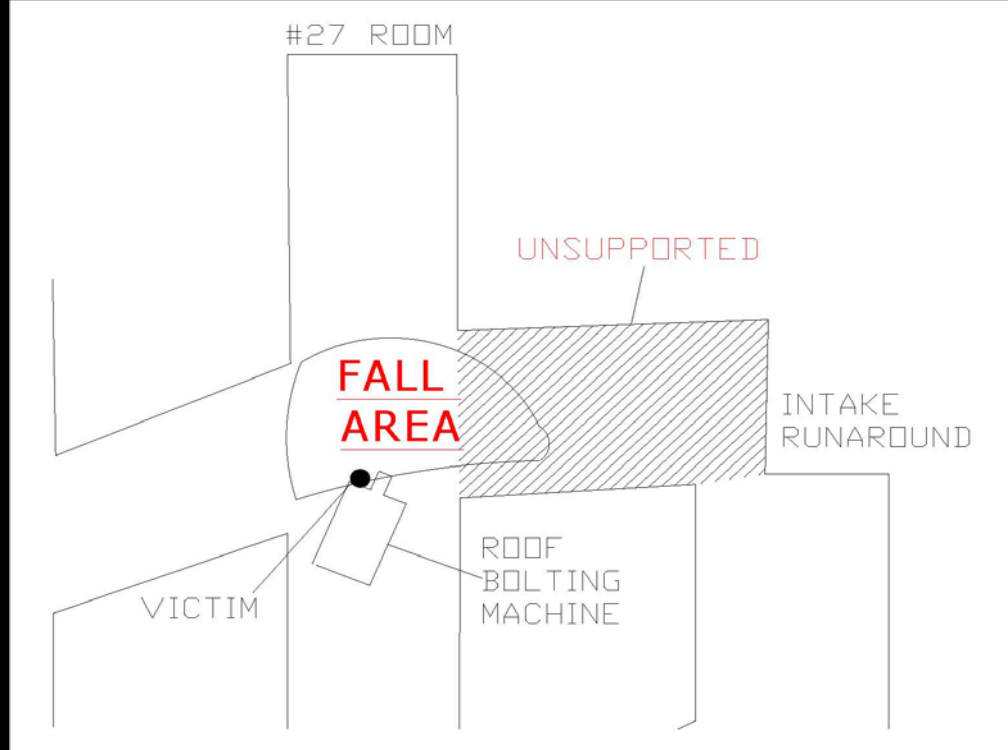 #27 ROOM
UNSUPPORTED
FALL
AREA
INTAKE
RUNAROUND
ROOF
BOLTING
MACHINE
VICTIM